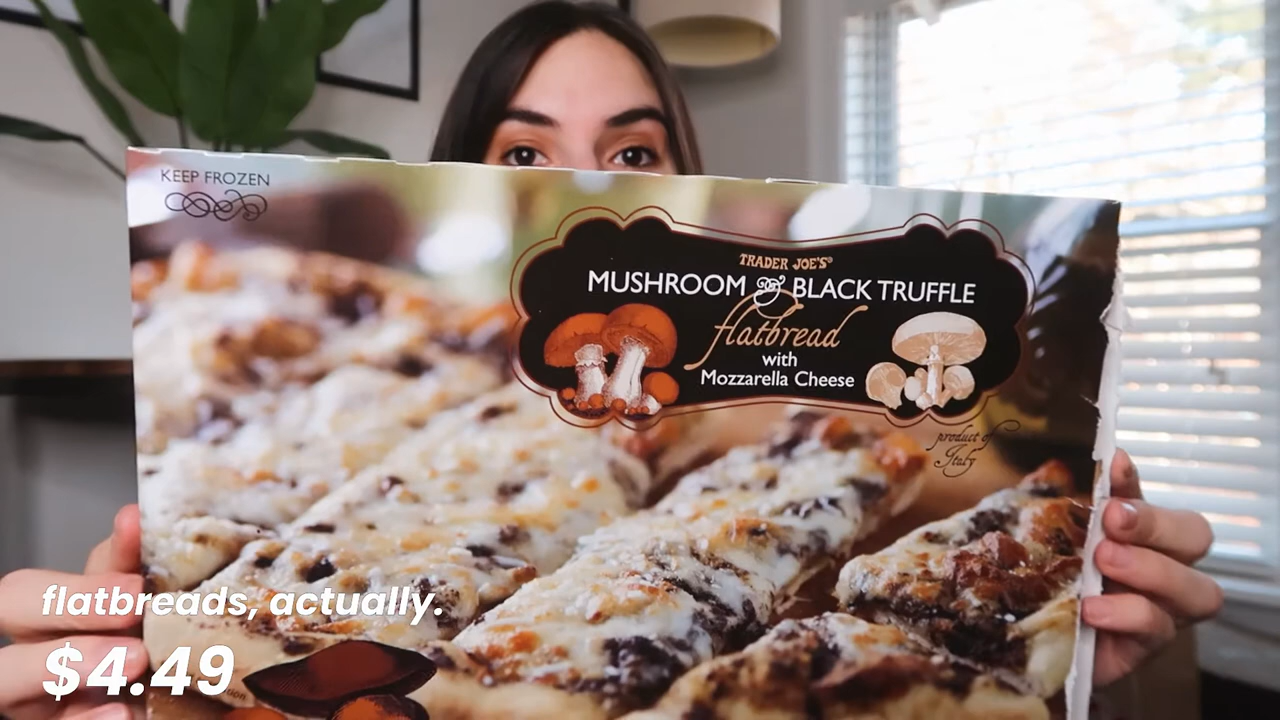 KEEP FROZEN
TRADER JOE'S®
MUSHROOM & BLACK TRUFFLE
flatbread
with
Mozzarella Cheese
product of
Italy
flatbreads, actually.
$4.49